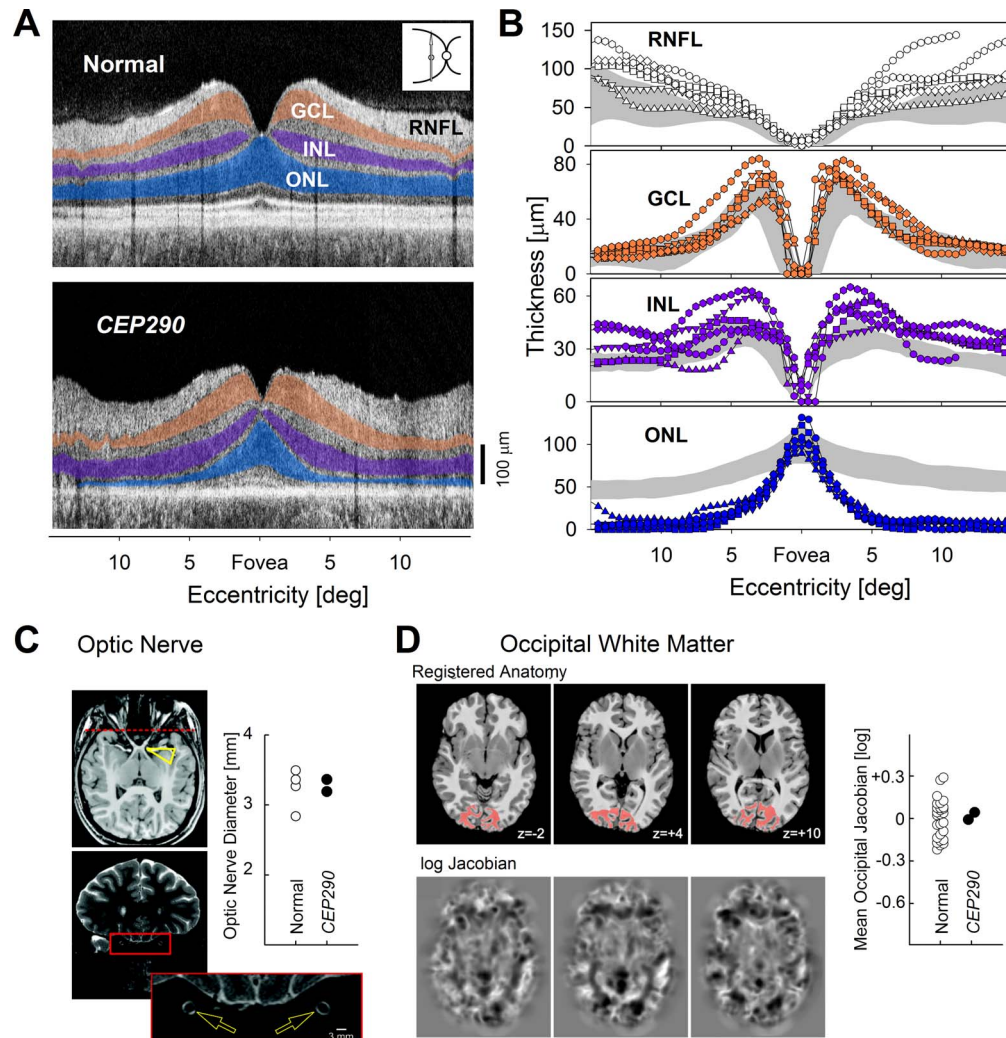 A
Normal
GCL
RNFL
INL
ONL
CEP290
100 µm
10 5 Fovea 5 10
Eccentricity [deg]
B
RNFL
150
100
50
0
GCL
80
40
0
INL
60
30
0
ONL
100
50
0
Thickness [µm]
10 5 Fovea 5 10
Eccentricity [deg]
C Optic Nerve
Optic Nerve Diameter [mm]
4
3
2
Normal
CEP290
3 mm
D Occipital White Matter
Registered Anatomy
z=-2
z=+4
z=+10
log Jacobian
Mean Occipital Jacobian [log]
+0.3
0
-0.3
-0.6
Normal
CEP290